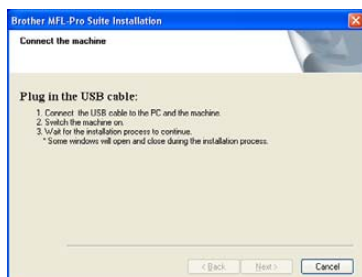 Brother MFL-Pro Suite Installation
Connect the machine
Plug in the USB cable:
1. Connect the USB cable to the PC and the machine.
2. Switch the machine on.
3. Wait for the installation process to continue.
* Some windows will open and close during the installation process.
< Back
Next >
Cancel